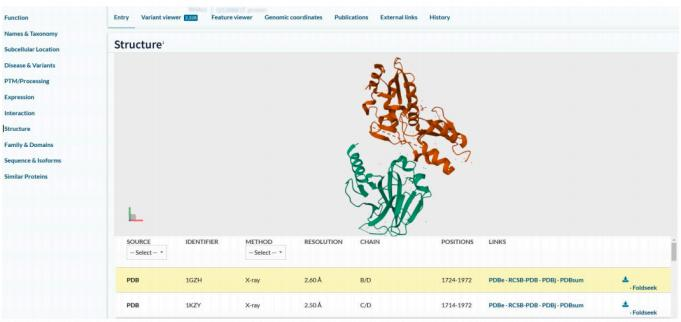 Function
Names & Taxonomy
Subcellular Location
Disease & Variants
PTM/Processing
Expression
Interaction
Structure
Family & Domains
Sequence & Isoforms
Similar Proteins
Entry Variant viewer Feature viewer Genomic coordinates Publications External links History
Structure
SOURCE IDENTIFIER METHOD RESOLUTION CHAIN POSITIONS LINKS
-- Select -- -- Select --
PDB 1GZH X-ray 2.60 Å B/D 1724-1972 PDBe · RCSB-PDB · PDBj · PDBsum · Foldseek
PDB 1KZY X-ray 2.50 Å C/D 1714-1972 PDBe · RCSB-PDB · PDBj · PDBsum · Foldseek